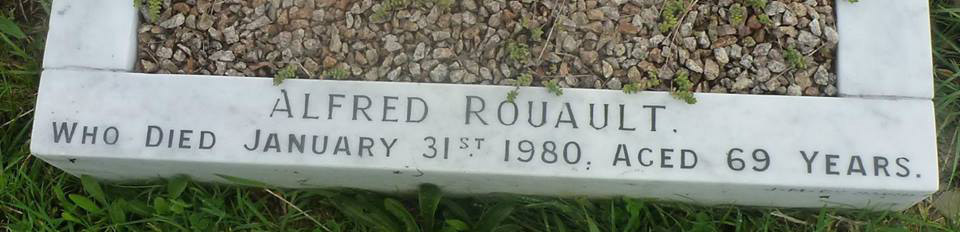 ALFRED ROUAULT.
WHO DIED JANUARY 31ST. 1980. AGED 69 YEARS.